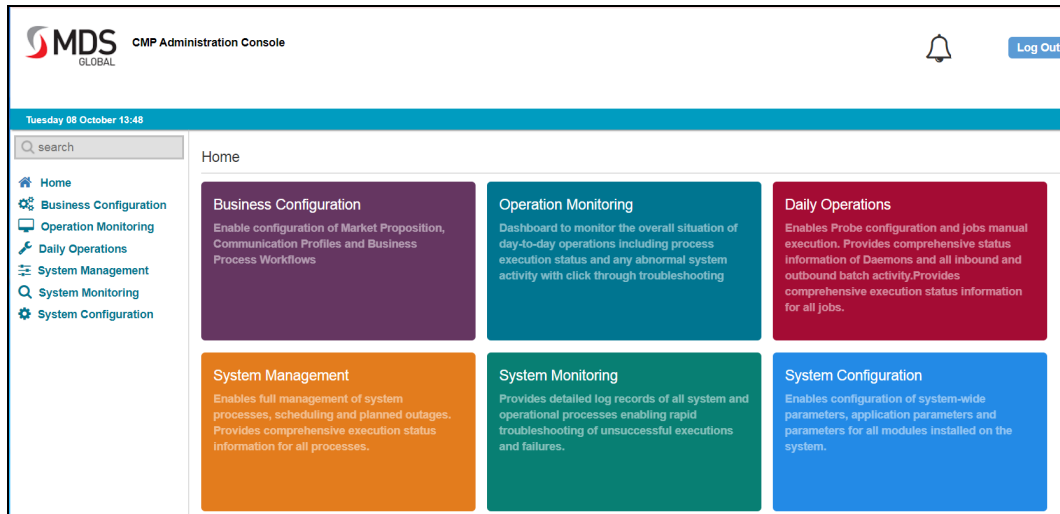 MDS
GLOBAL
CMP Administration Console
Log Out
Tuesday 08 October 13:48
search
Home
Business Configuration
Operation Monitoring
Daily Operations
System Management
System Monitoring
System Configuration
Home
Business Configuration
Enable configuration of Market Proposition,
Communication Profiles and Business
Process Workflows
Operation Monitoring
Dashboard to monitor the overall situation of
day-to-day operations including process
execution status and any abnormal system
activity with click through troubleshooting
Daily Operations
Enables Probe configuration and jobs manual
execution. Provides comprehensive status
information of Daemons and all inbound and
outbound batch activity.Provides
comprehensive execution status information
for all jobs.
System Management
Enables full management of system
processes, scheduling and planned outages.
Provides comprehensive execution status
information for all processes.
System Monitoring
Provides detailed log records of all system and
operational processes enabling rapid
troubleshooting of unsuccessful executions
and failures.
System Configuration
Enables configuration of system-wide
parameters, application parameters and
parameters for all modules installed on the
system.